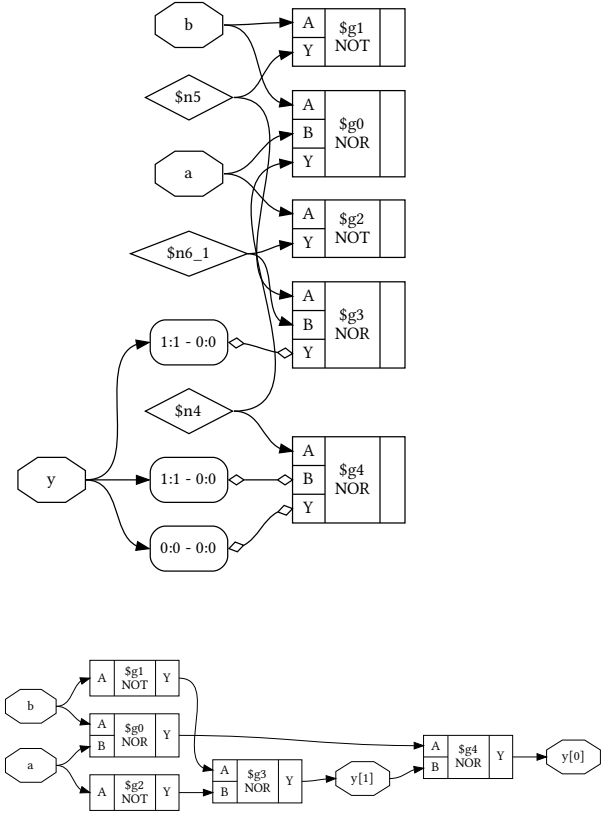 b
A
$g1
NOT
Y
$n5
A
$g0
NOR
B
Y
a
A
$g2
NOT
Y
$n6_1
A
$g3
NOR
B
Y
1:1 - 0:0
$n4
A
$g4
NOR
B
Y
y
1:1 - 0:0
0:0 - 0:0
b
A
$g1
NOT
Y
A
$g0
NOR
B
Y
a
A
$g2
NOT
Y
A
$g3
NOR
B
Y
y[1]
A
$g4
NOR
B
Y
y[0]